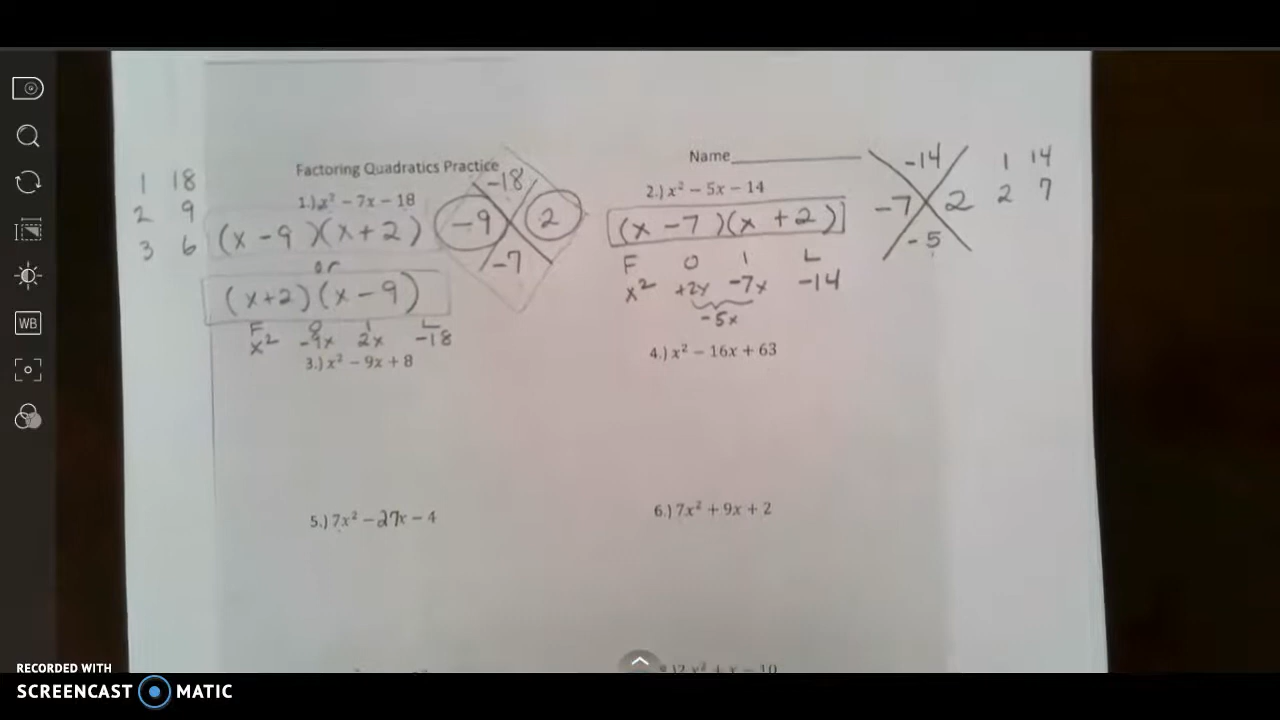 Factoring Quadratics Practice
Name
1.) x² − 7x − 18
1 18
2 9
3 6
(x − 9)(x + 2)
or
(x+2)(x − 9)
F O I L
x² -9x 2x -18
-18
-9 2
-7
2.) x² − 5x − 14
(x − 7)(x + 2)
F O I L
x² +2x -7x -14
-5x
-14
-7 2
-5
1 14
2 7
3.) x² − 9x + 8
4.) x² − 16x + 63
5.) 7x² − 27x − 4
6.) 7x² + 9x + 2
WB
RECORDED WITH
SCREENCAST MATIC